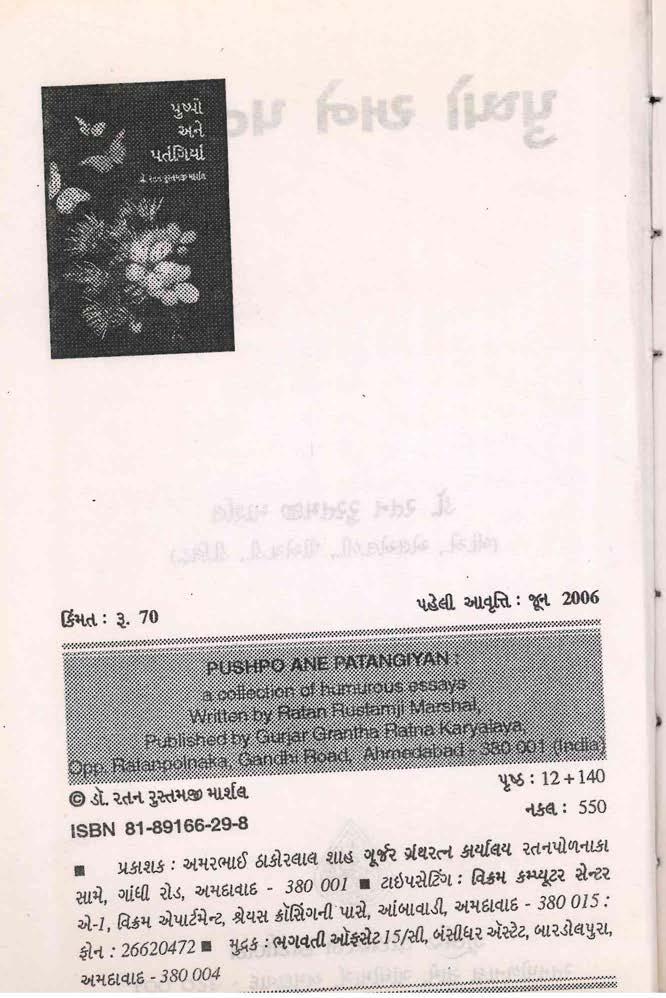 પુષ્પો
અને
પતંગિયાં
ડૉ. રતન રુસ્તમજી માર્શલ
કિંમત : રૂ. 70
પહેલી આવૃત્તિ : જૂન 2006
PUSHPO ANE PATANGIYAN :
a collection of humurous essays
Written by Ratan Rustamji Marshal,
Published by Gurjar Grantha Ratna Karyalaya,
Opp. Ratanpolnaka, Gandhi Road, Ahmedabad - 380 001 (India)
© ડૉ. રતન રુસ્તમજી માર્શલ
પૃષ્ઠ : 12 + 140
ISBN 81-89166-29-8
નકલ : 550
■ પ્રકાશક : અમરભાઈ ઠાકોરલાલ શાહ ગૂર્જર ગ્રંથરત્ન કાર્યાલય રતનપોળનાકા
સામે, ગાંધી રોડ, અમદાવાદ - 380 001 ■ ટાઇપસેટિંગ : વિક્રમ કમ્પ્યૂટર સેન્ટર
એ-1, વિક્રમ એપાર્ટમેન્ટ, શ્રેયસ ક્રૉસિંગની પાસે, આંબાવાડી, અમદાવાદ - 380 015 :
ફોન : 26620472 ■ મુદ્રક : ભગવતી ઑફસેટ 15/સી, બંસીધર ઍસ્ટેટ, બારડોલપુરા,
અમદાવાદ - 380 004